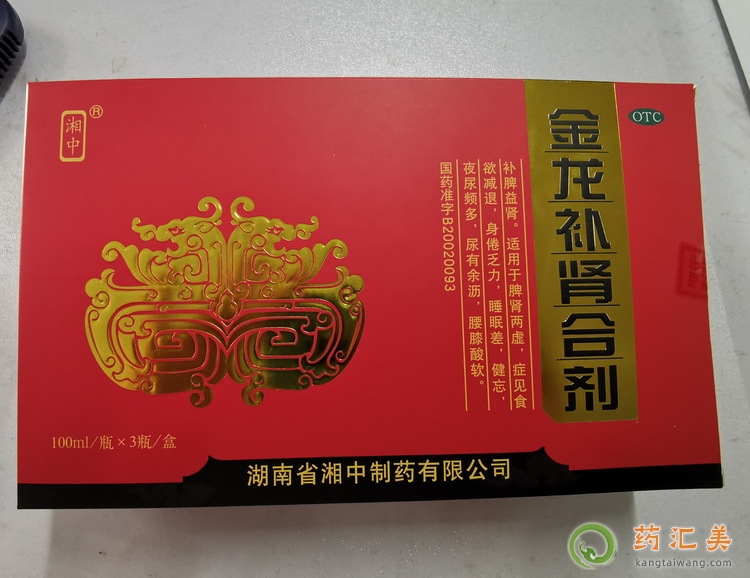 湘中
®
OTC
金龙补肾合剂
补脾益肾。适用于脾肾两虚，症见食
欲减退，身倦乏力，睡眠差，健忘，
夜尿频多，尿有余沥，腰膝酸软。
国药准字B20020093
100ml/瓶×3瓶/盒
湖南省湘中制药有限公司
药汇美
kangtaiwang.com